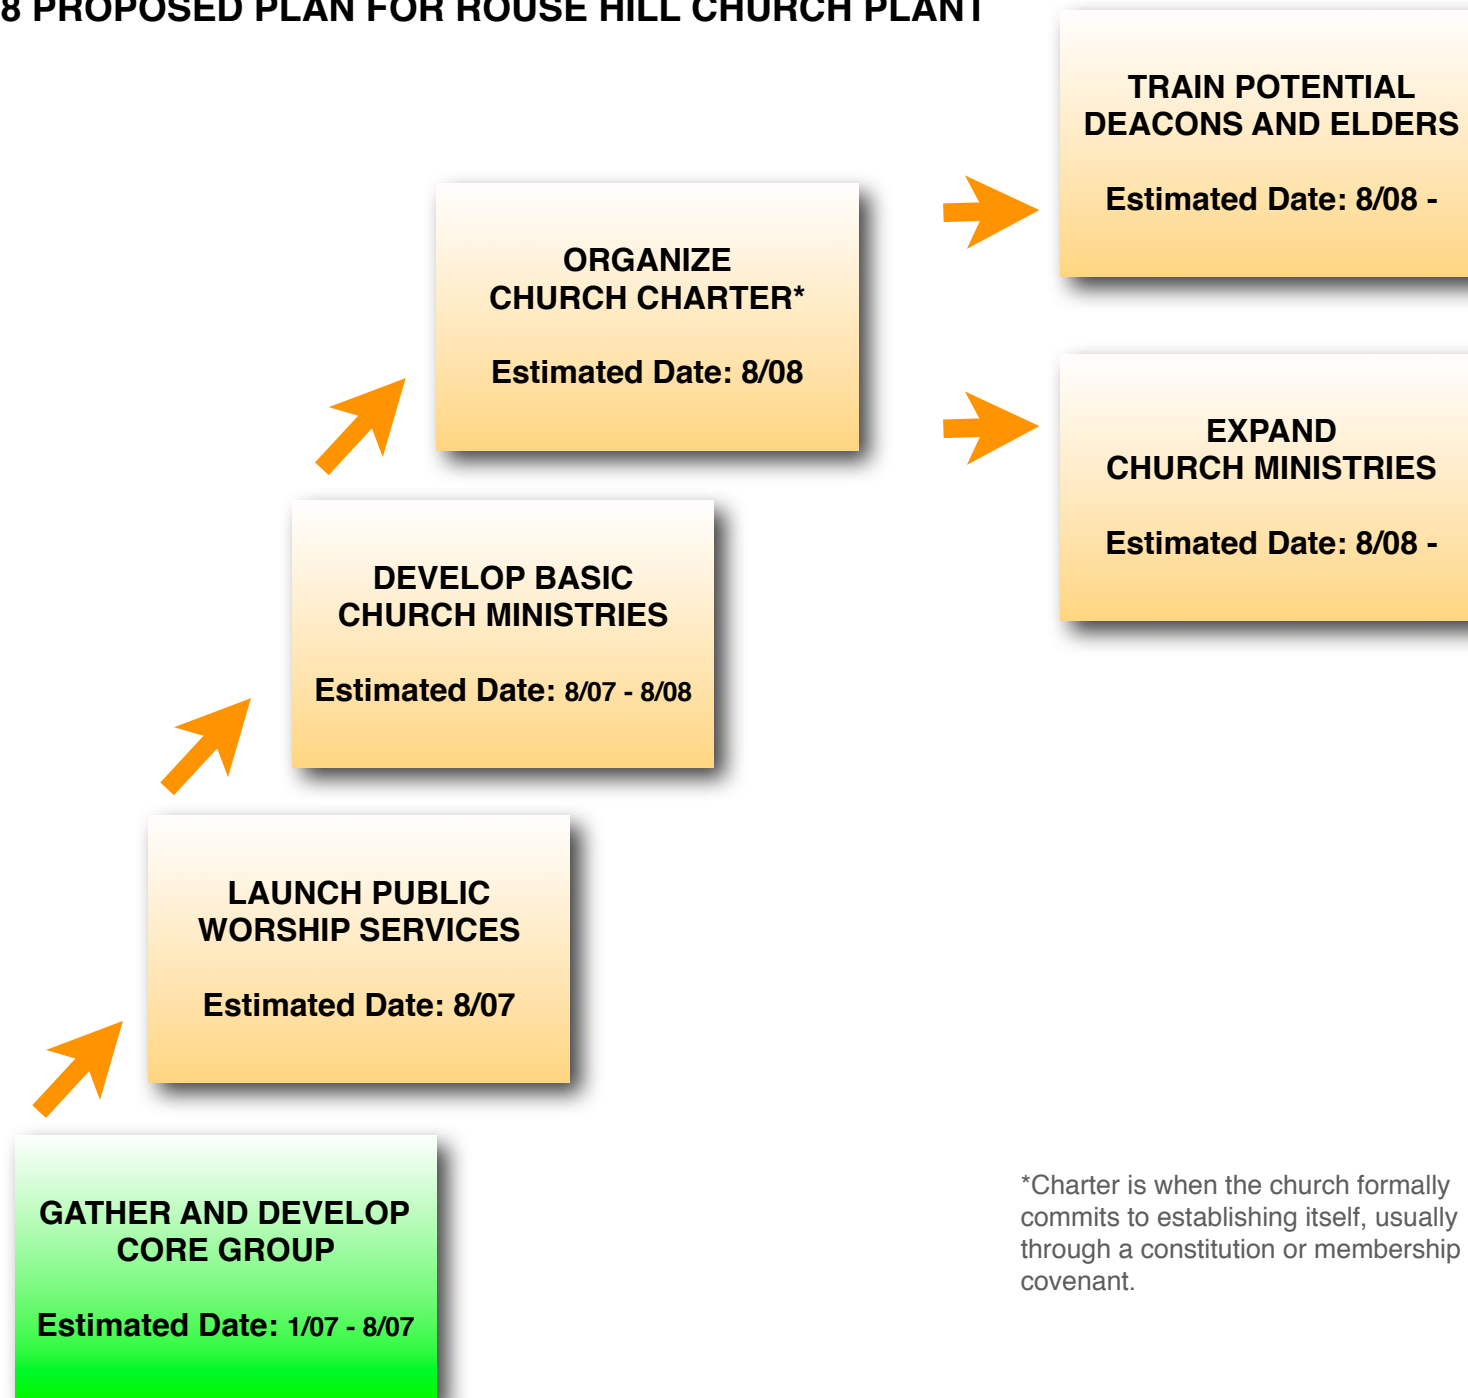 8 PROPOSED PLAN FOR ROUSE HILL CHURCH PLANT
TRAIN POTENTIAL
DEACONS AND ELDERS
Estimated Date: 8/08 -
ORGANIZE
CHURCH CHARTER*
Estimated Date: 8/08
EXPAND
CHURCH MINISTRIES
Estimated Date: 8/08 -
DEVELOP BASIC
CHURCH MINISTRIES
Estimated Date: 8/07 - 8/08
LAUNCH PUBLIC
WORSHIP SERVICES
Estimated Date: 8/07
GATHER AND DEVELOP
CORE GROUP
Estimated Date: 1/07 - 8/07
*Charter is when the church formally
commits to establishing itself, usually
through a constitution or membership
covenant.